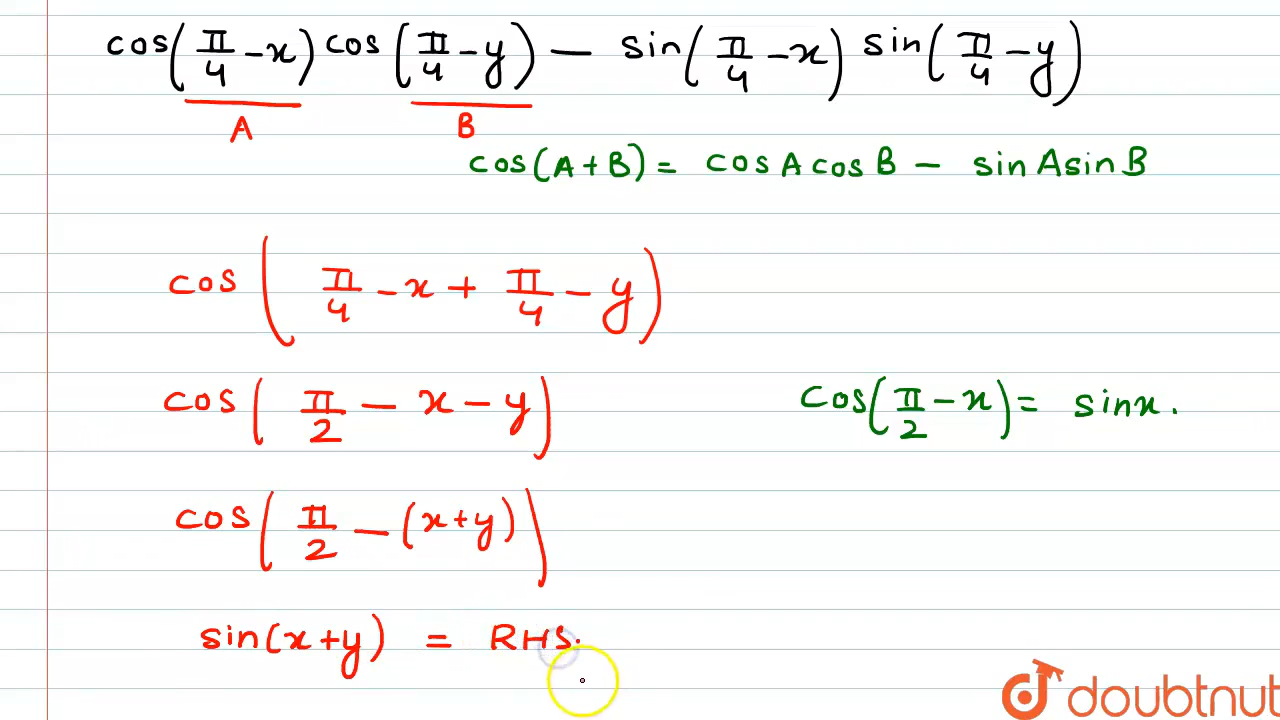 cos(π/4 - x) cos(π/4 - y) - sin(π/4 - x) sin(π/4 - y)
A B
cos(A + B) = cos A cos B - sin A sin B
cos(π/4 - x + π/4 - y)
cos(π/2 - x - y) cos(π/2 - x) = sin x.
cos(π/2 - (x+y))
sin(x+y) = RHS.
doubtnut